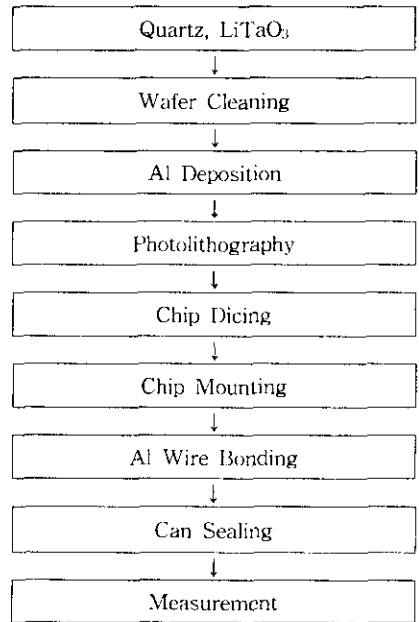 Quartz, LiTaO₃
Wafer Cleaning
Al Deposition
Photolithography
Chip Dicing
Chip Mounting
Al Wire Bonding
Can Sealing
Measurement